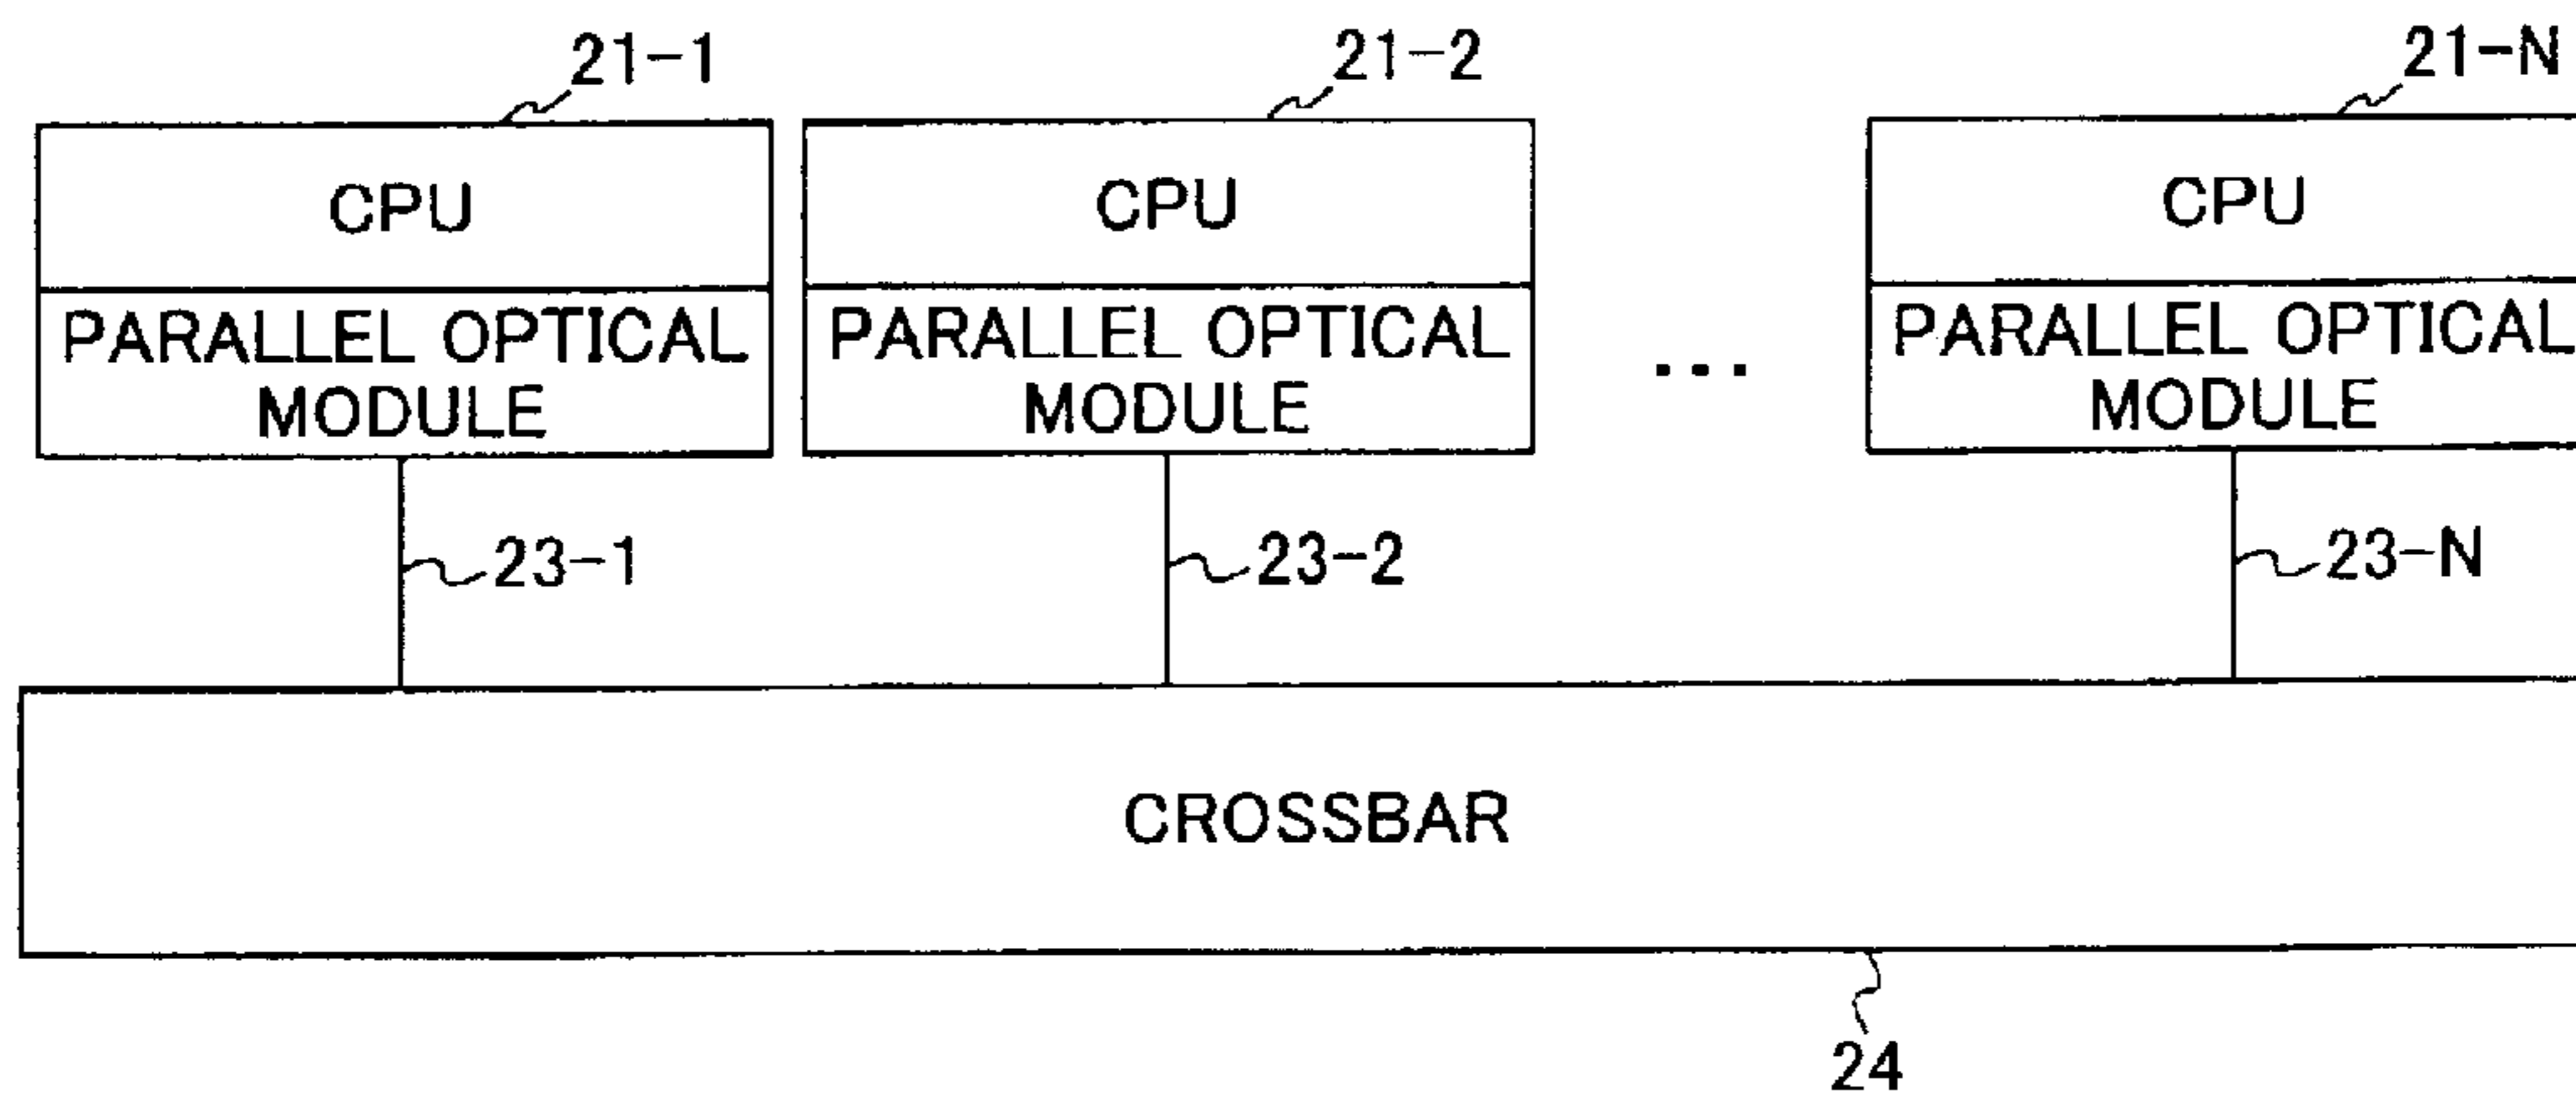 21-1
21-2
21-N
CPU
CPU
CPU
PARALLEL OPTICAL
MODULE
PARALLEL OPTICAL
MODULE
...
PARALLEL OPTICAL
MODULE
23-1
23-2
23-N
CROSSBAR
24